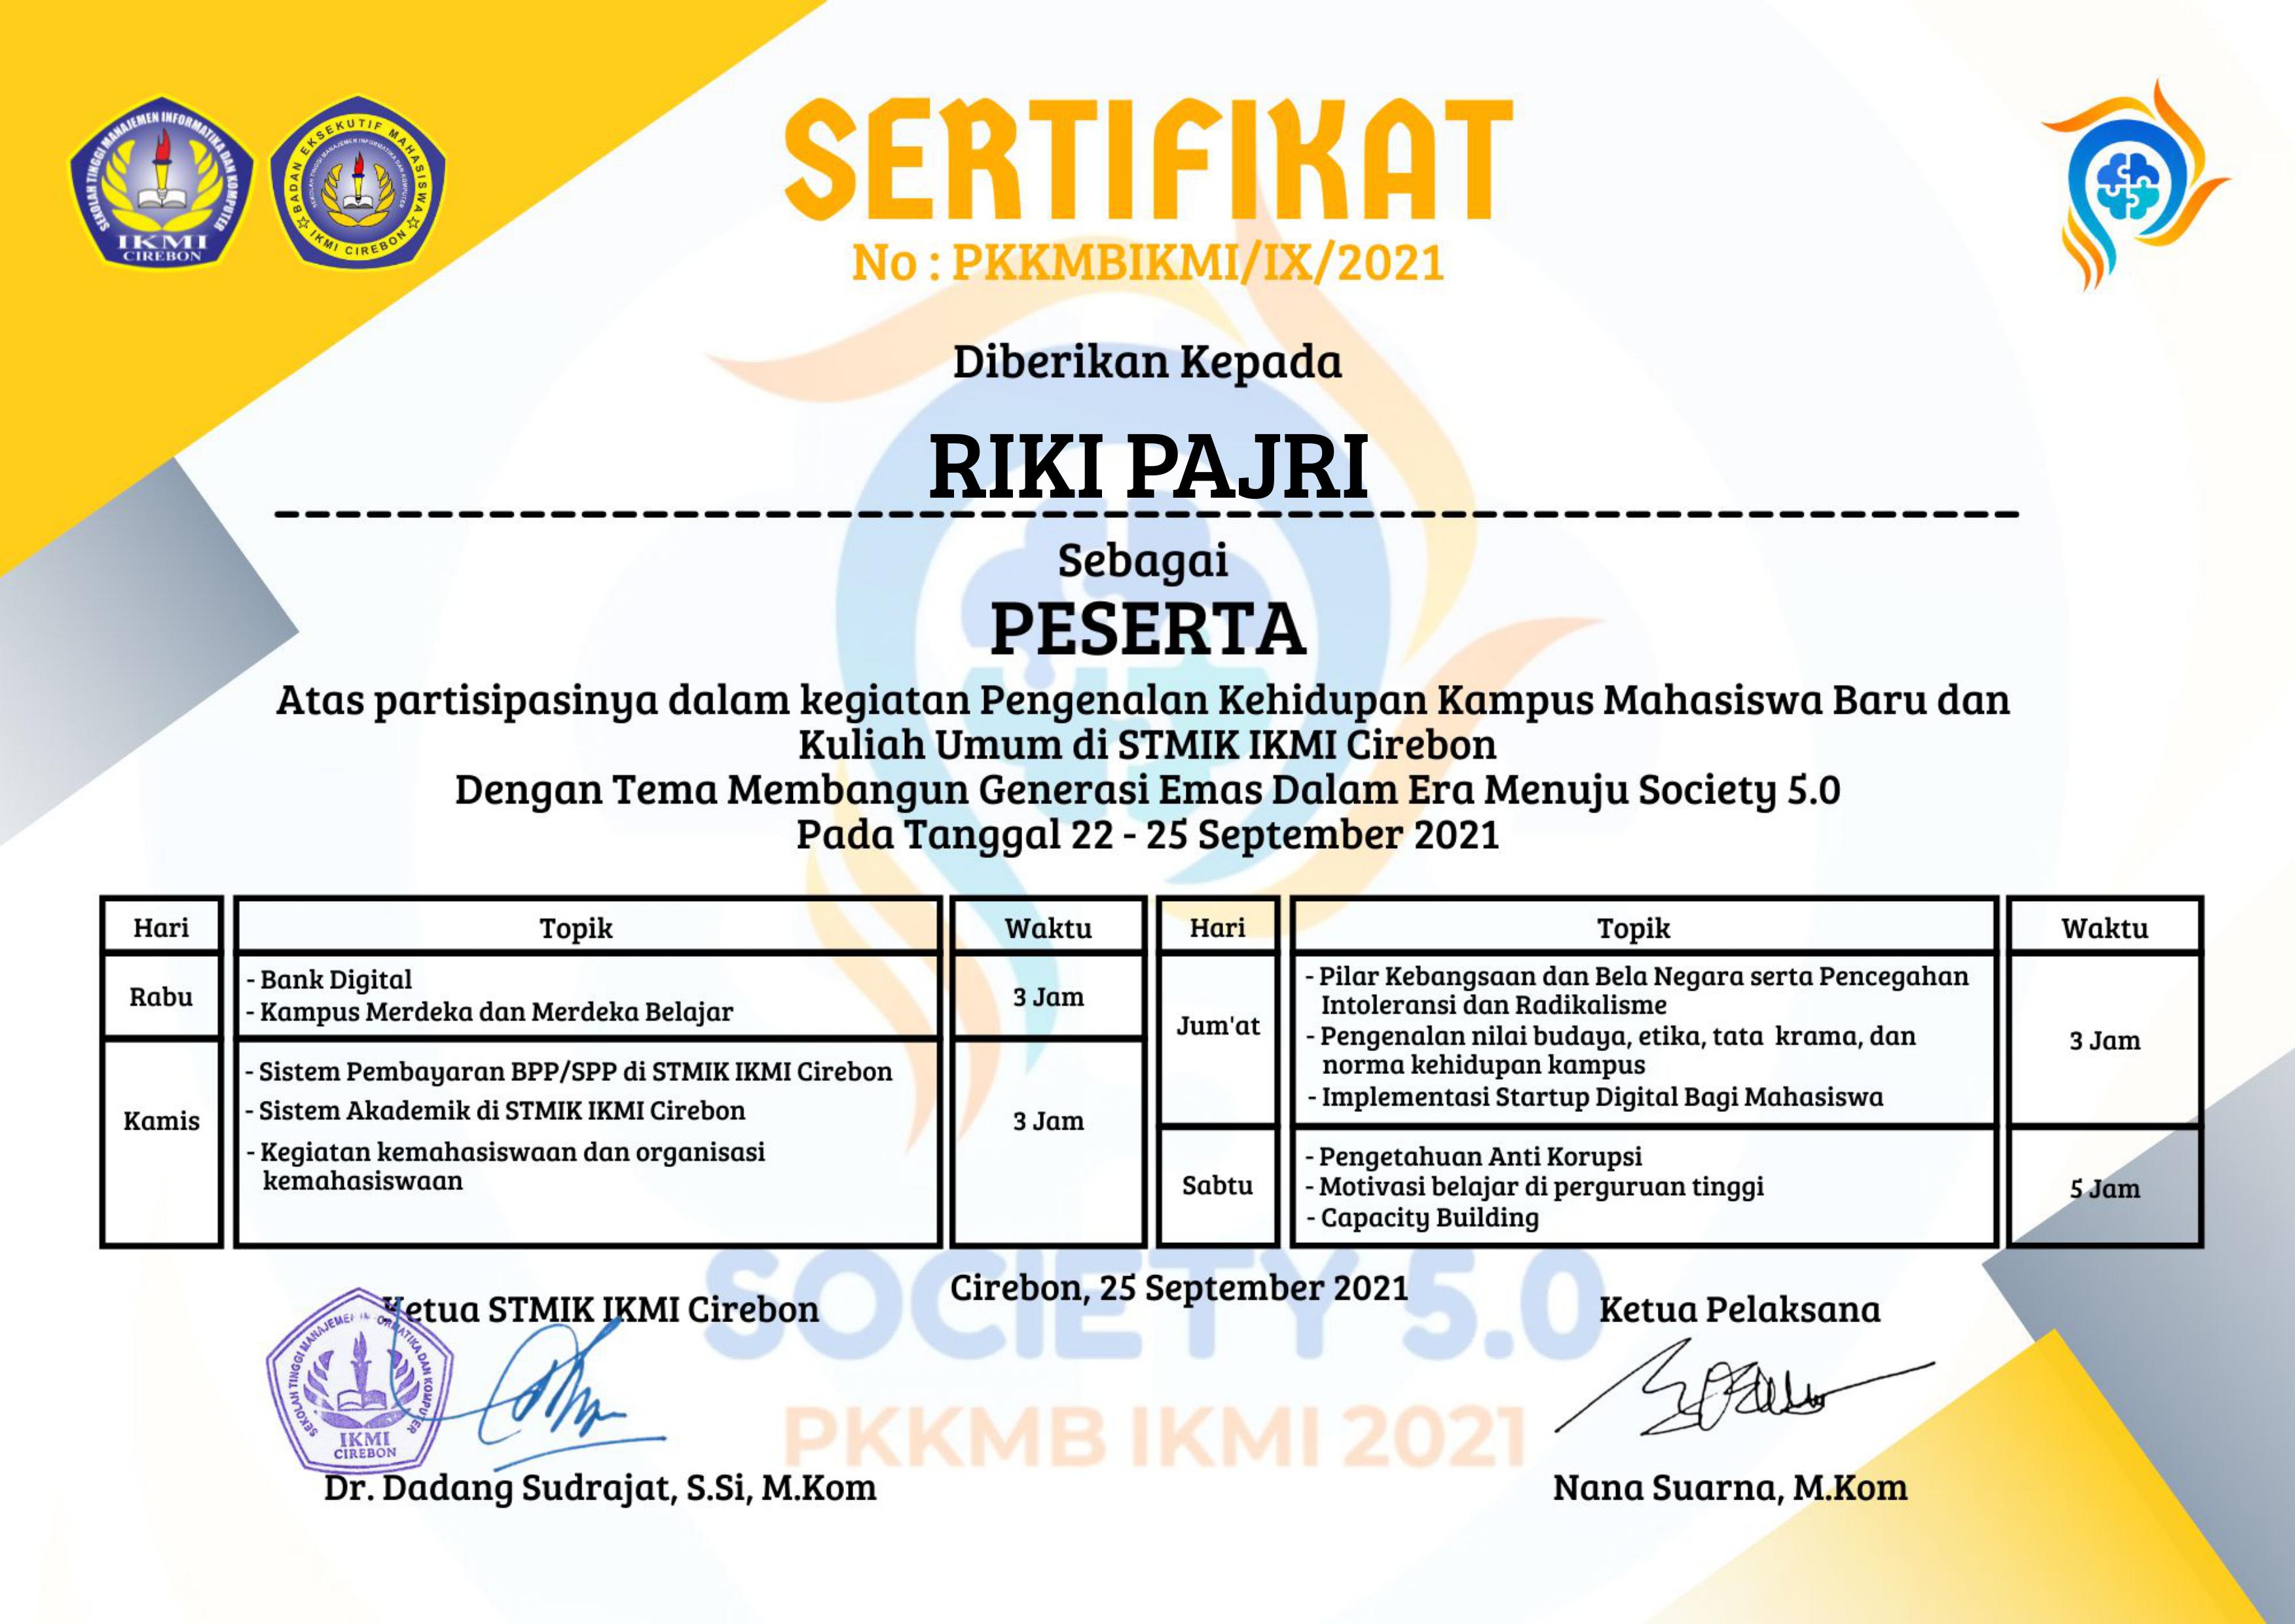 SEKOLAH TINGGI MANAJEMEN INFORMATIKA DAN KOMPUTER
IKMI
CIREBON
BADAN EKSEKUTIF MAHASISWA
SEKOLAH TINGGI MANAJEMEN INFORMATIKA DAN KOMPUTER
IKMI CIREBON
SERTIFIKAT
No : PKKMBIKMI/IX/2021
Diberikan Kepada
RIKI PAJRI
Sebagai
PESERTA
Atas partisipasinya dalam kegiatan Pengenalan Kehidupan Kampus Mahasiswa Baru dan
Kuliah Umum di STMIK IKMI Cirebon
Dengan Tema Membangun Generasi Emas Dalam Era Menuju Society 5.0
Pada Tanggal 22 - 25 September 2021
Hari Topik Waktu
Rabu
- Bank Digital
- Kampus Merdeka dan Merdeka Belajar
3 Jam
Kamis
- Sistem Pembayaran BPP/SPP di STMIK IKMI Cirebon
- Sistem Akademik di STMIK IKMI Cirebon
- Kegiatan kemahasiswaan dan organisasi
kemahasiswaan
3 Jam
Hari Topik Waktu
Jum'at
- Pilar Kebangsaan dan Bela Negara serta Pencegahan
Intoleransi dan Radikalisme
- Pengenalan nilai budaya, etika, tata krama, dan
norma kehidupan kampus
- Implementasi Startup Digital Bagi Mahasiswa
3 Jam
Sabtu
- Pengetahuan Anti Korupsi
- Motivasi belajar di perguruan tinggi
- Capacity Building
5 Jam
SOCIETY 5.0
PKKMB IKMI 2021
Cirebon, 25 September 2021
Ketua STMIK IKMI Cirebon
SEKOLAH TINGGI MANAJEMEN INFORMATIKA DAN KOMPUTER
IKMI
CIREBON
Dr. Dadang Sudrajat, S.Si, M.Kom
Ketua Pelaksana
Nana Suarna, M.Kom